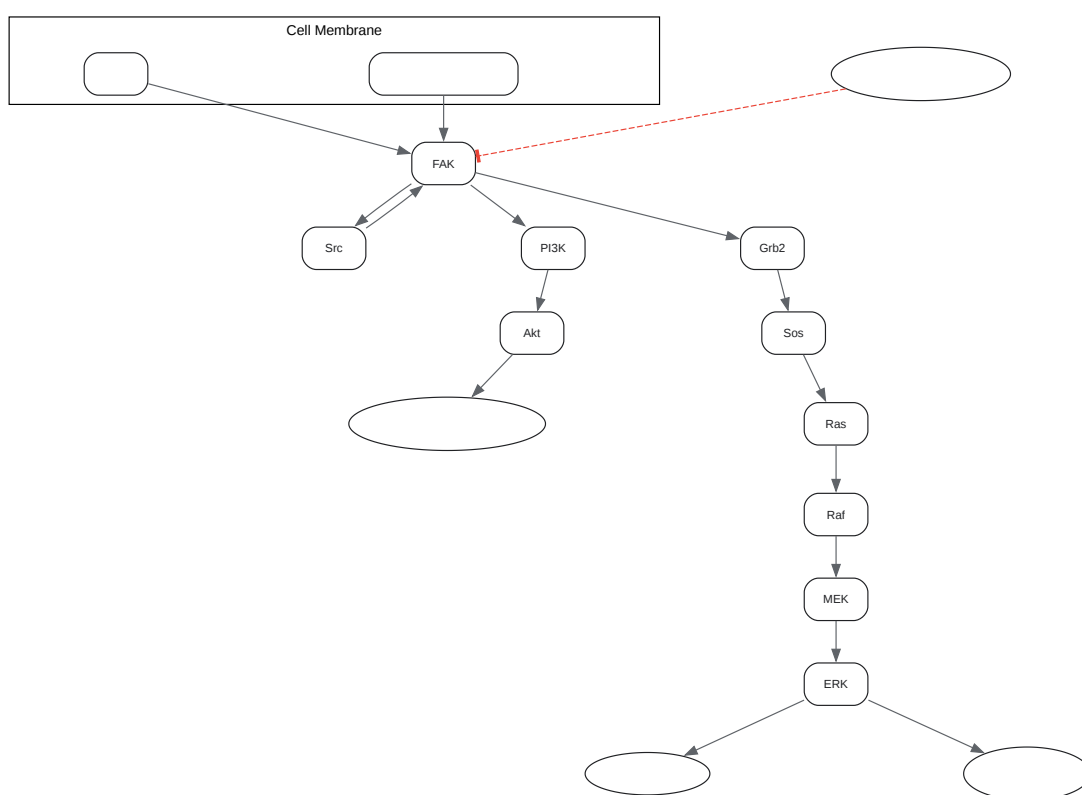 Cell Membrane
FAK
Src
PI3K
Grb2
Akt
Sos
Ras
Raf
MEK
ERK